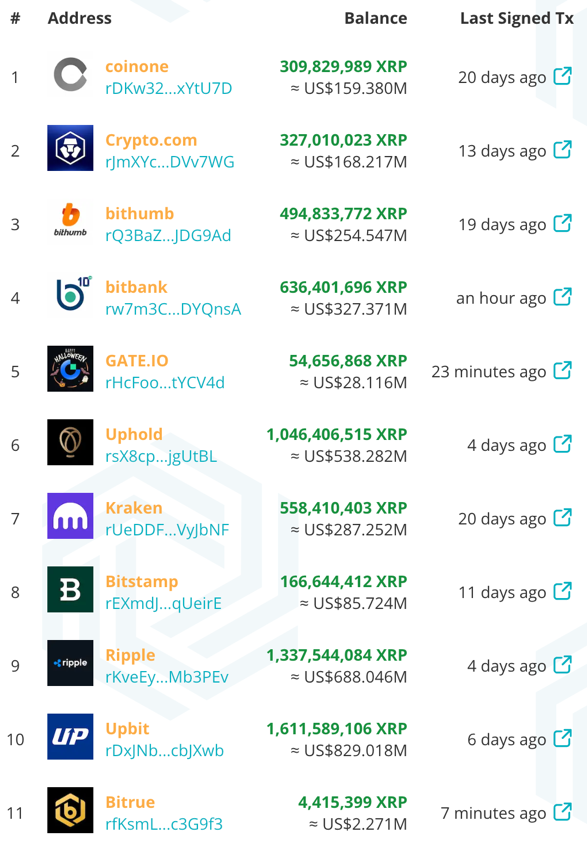 # Address Balance Last Signed Tx
1 coinone 309,829,989 XRP 20 days ago
rDKw32...xYtU7D ≈ US$159.380M
2 Crypto.com 327,010,023 XRP 13 days ago
rJmXYc...DVv7WG ≈ US$168.217M
3 bithumb bithumb 494,833,772 XRP 19 days ago
rQ3BaZ...JDG9Ad ≈ US$254.547M
4 10 bitbank 636,401,696 XRP an hour ago
rw7m3C...DYQnsA ≈ US$327.371M
5 HAPPY HALLOWEEN GATE.IO 54,656,868 XRP 23 minutes ago
rHcFoo...tYCV4d ≈ US$28.116M
6 Uphold 1,046,406,515 XRP 4 days ago
rsX8cp...jgUtBL ≈ US$538.282M
7 Kraken 558,410,403 XRP 20 days ago
rUeDDF...VyJbNF ≈ US$287.252M
8 Bitstamp 166,644,412 XRP 11 days ago
rEXmdJ...qUeirE ≈ US$85.724M
9 ripple Ripple 1,337,544,084 XRP 4 days ago
rKveEy...Mb3PEv ≈ US$688.046M
10 UP Upbit 1,611,589,106 XRP 6 days ago
rDxJNb...cbJXwb ≈ US$829.018M
11 Bitrue 4,415,399 XRP 7 minutes ago
rfKsmL...c3G9f3 ≈ US$2.271M